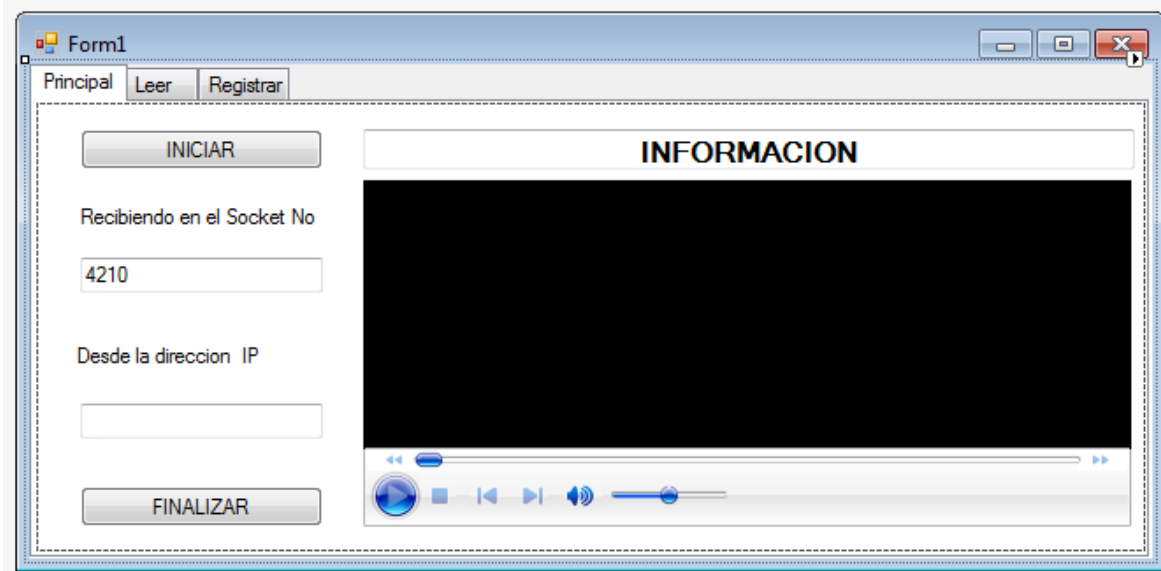 Form1
Principal
Leer
Registrar
INICIAR
INFORMACION
Recibiendo en el Socket No
4210
Desde la direccion IP
FINALIZAR